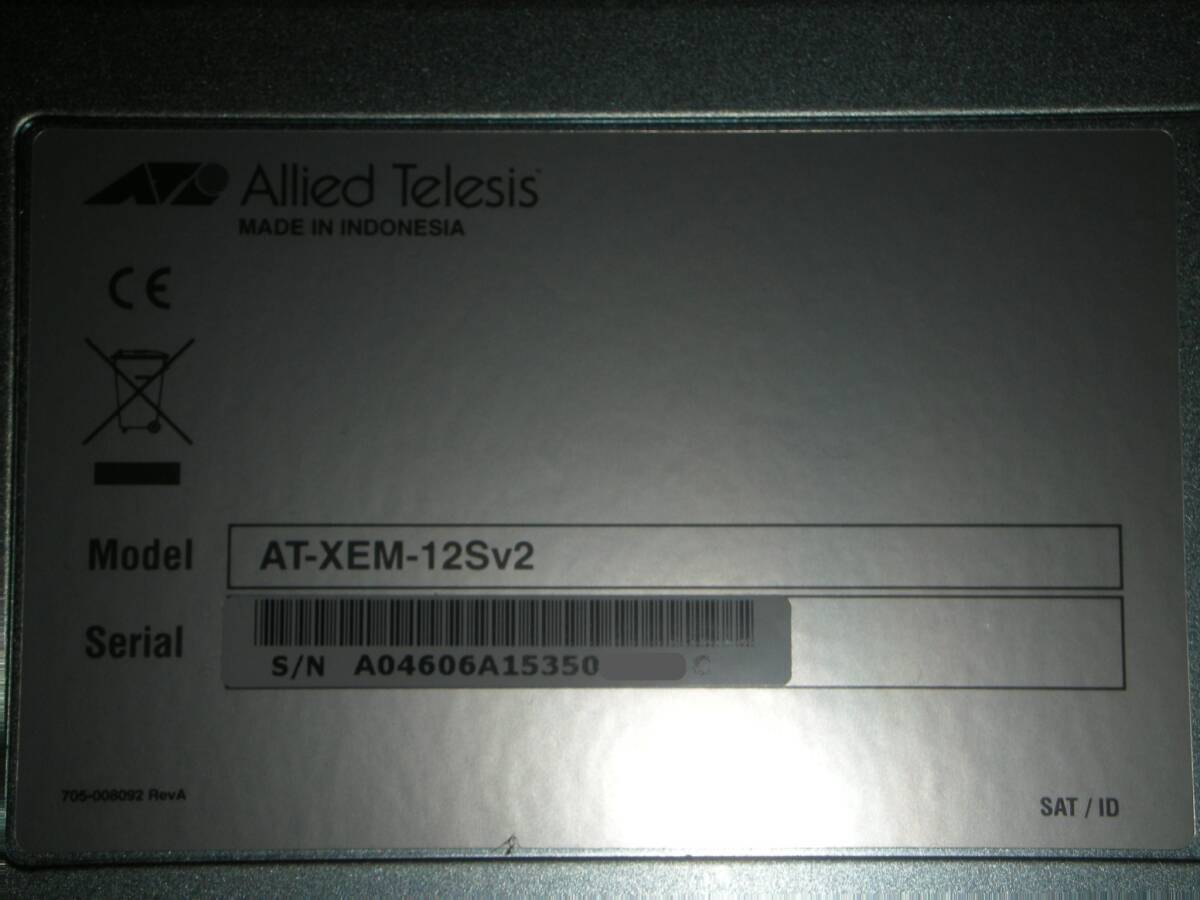 Allied Telesis
MADE IN INDONESIA
CE
Model AT-XEM-12Sv2
Serial
S/N A04606A15350
705-008092 RevA
SAT / ID